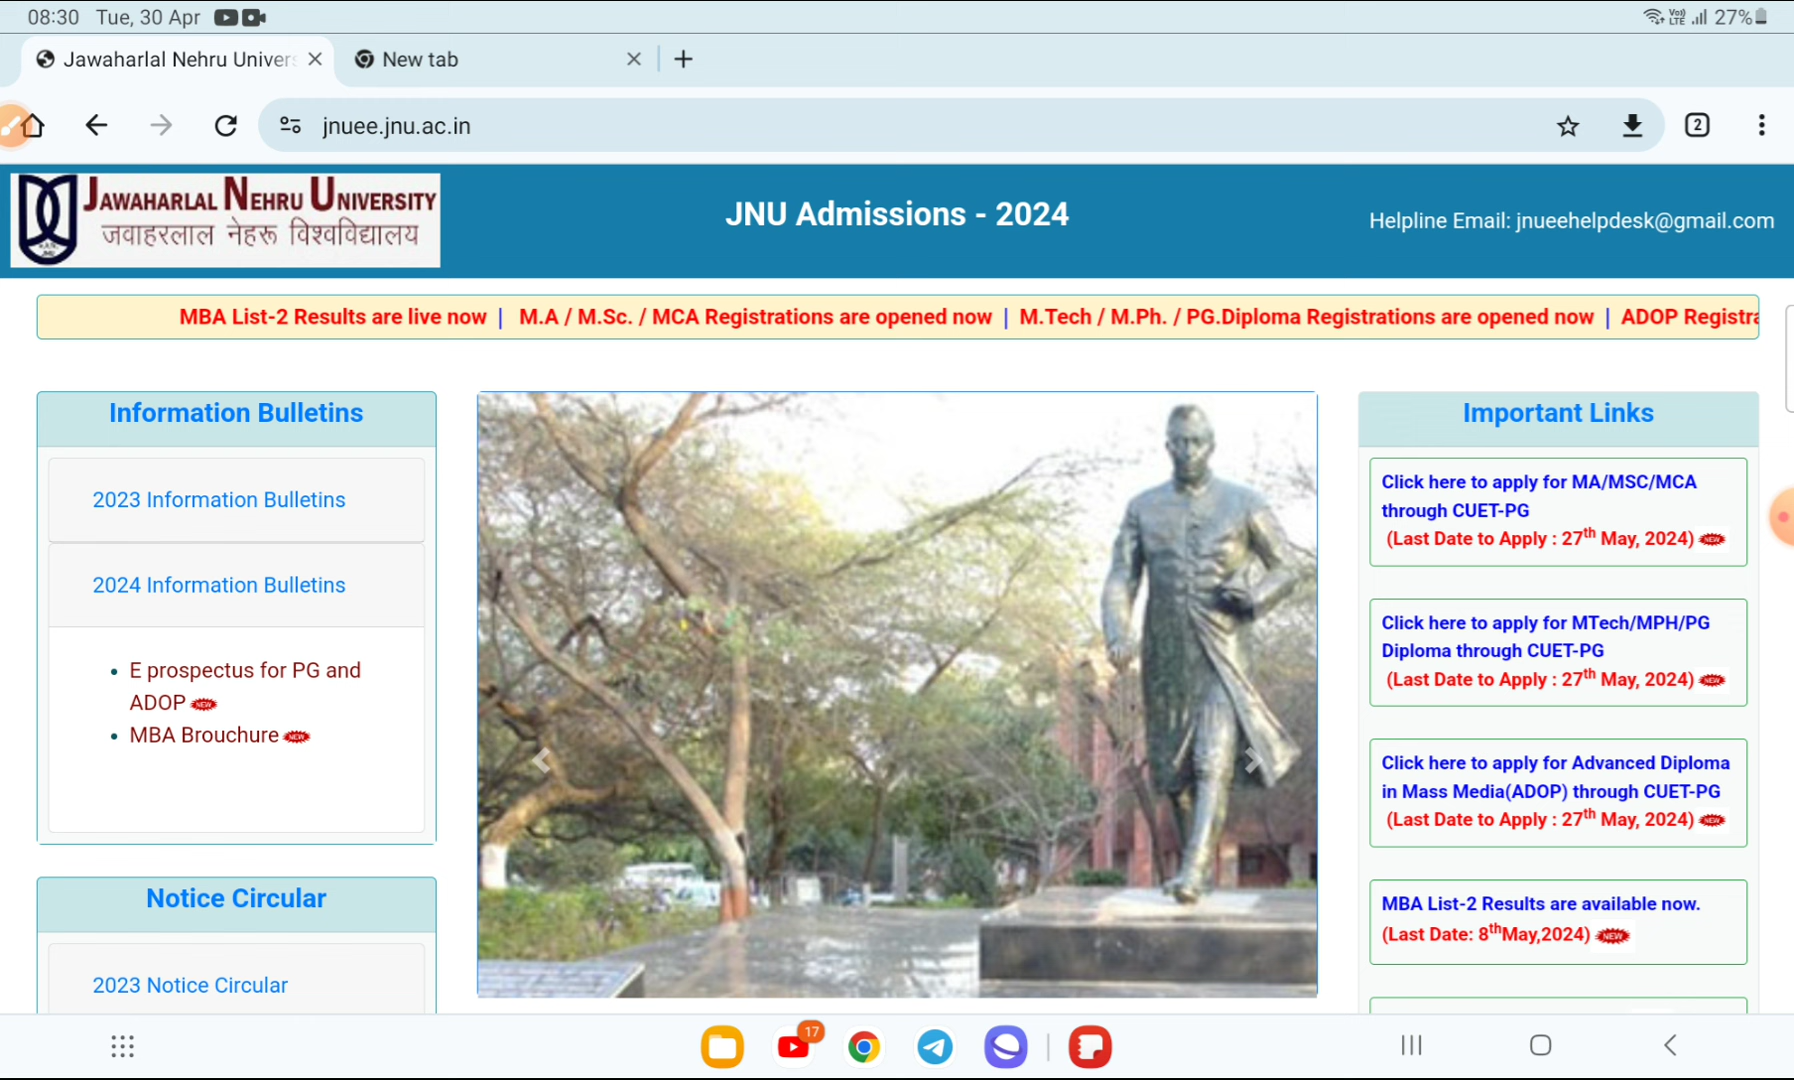 08:30 Tue, 30 Apr
27%
Jawaharlal Nehru Univers
New tab
jnuee.jnu.ac.in
2
JAWAHARLAL NEHRU UNIVERSITY
जवाहरलाल नेहरू विश्वविद्यालय
JNU Admissions - 2024
Helpline Email: jnueehelpdesk@gmail.com
MBA List-2 Results are live now | M.A / M.Sc. / MCA Registrations are opened now | M.Tech / M.Ph. / PG.Diploma Registrations are opened now | ADOP Registra
Information Bulletins
2023 Information Bulletins
2024 Information Bulletins
• E prospectus for PG and
ADOP NEW
• MBA Brouchure NEW
Notice Circular
2023 Notice Circular
Important Links
Click here to apply for MA/MSC/MCA
through CUET-PG
(Last Date to Apply : 27th May, 2024) NEW
Click here to apply for MTech/MPH/PG
Diploma through CUET-PG
(Last Date to Apply : 27th May, 2024) NEW
Click here to apply for Advanced Diploma
in Mass Media(ADOP) through CUET-PG
(Last Date to Apply : 27th May, 2024) NEW
MBA List-2 Results are available now.
(Last Date: 8thMay,2024) NEW
17